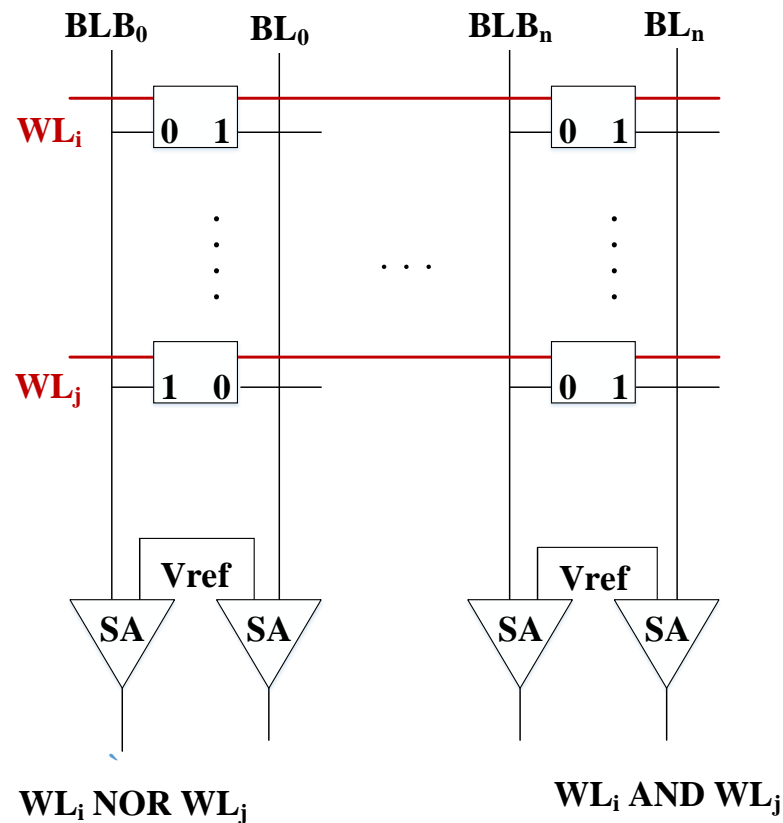 BLB₀ BL₀ BLBₙ BLₙ
WLᵢ
0 1 0 1
. . .
WLⱼ
1 0 0 1
Vref Vref
SA SA SA SA
WLᵢ NOR WLⱼ WLᵢ AND WLⱼ